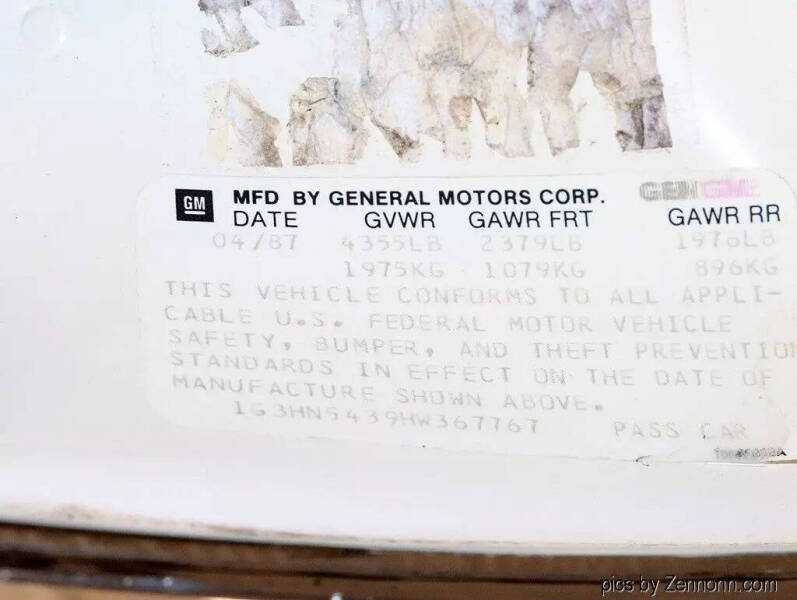 GM MFD BY GENERAL MOTORS CORP.
DATE GVWR GAWR FRT GAWR RR
04/87 4355LB 2379LB 1976LB
1975KG 1079KG 896KG
THIS VEHICLE CONFORMS TO ALL APPLI-
CABLE U.S. FEDERAL MOTOR VEHICLE
SAFETY, BUMPER, AND THEFT PREVENTION
STANDARDS IN EFFECT ON THE DATE OF
MANUFACTURE SHOWN ABOVE.
1G3HN5439HW367767 PASS CAR
pics by Zennonn.com